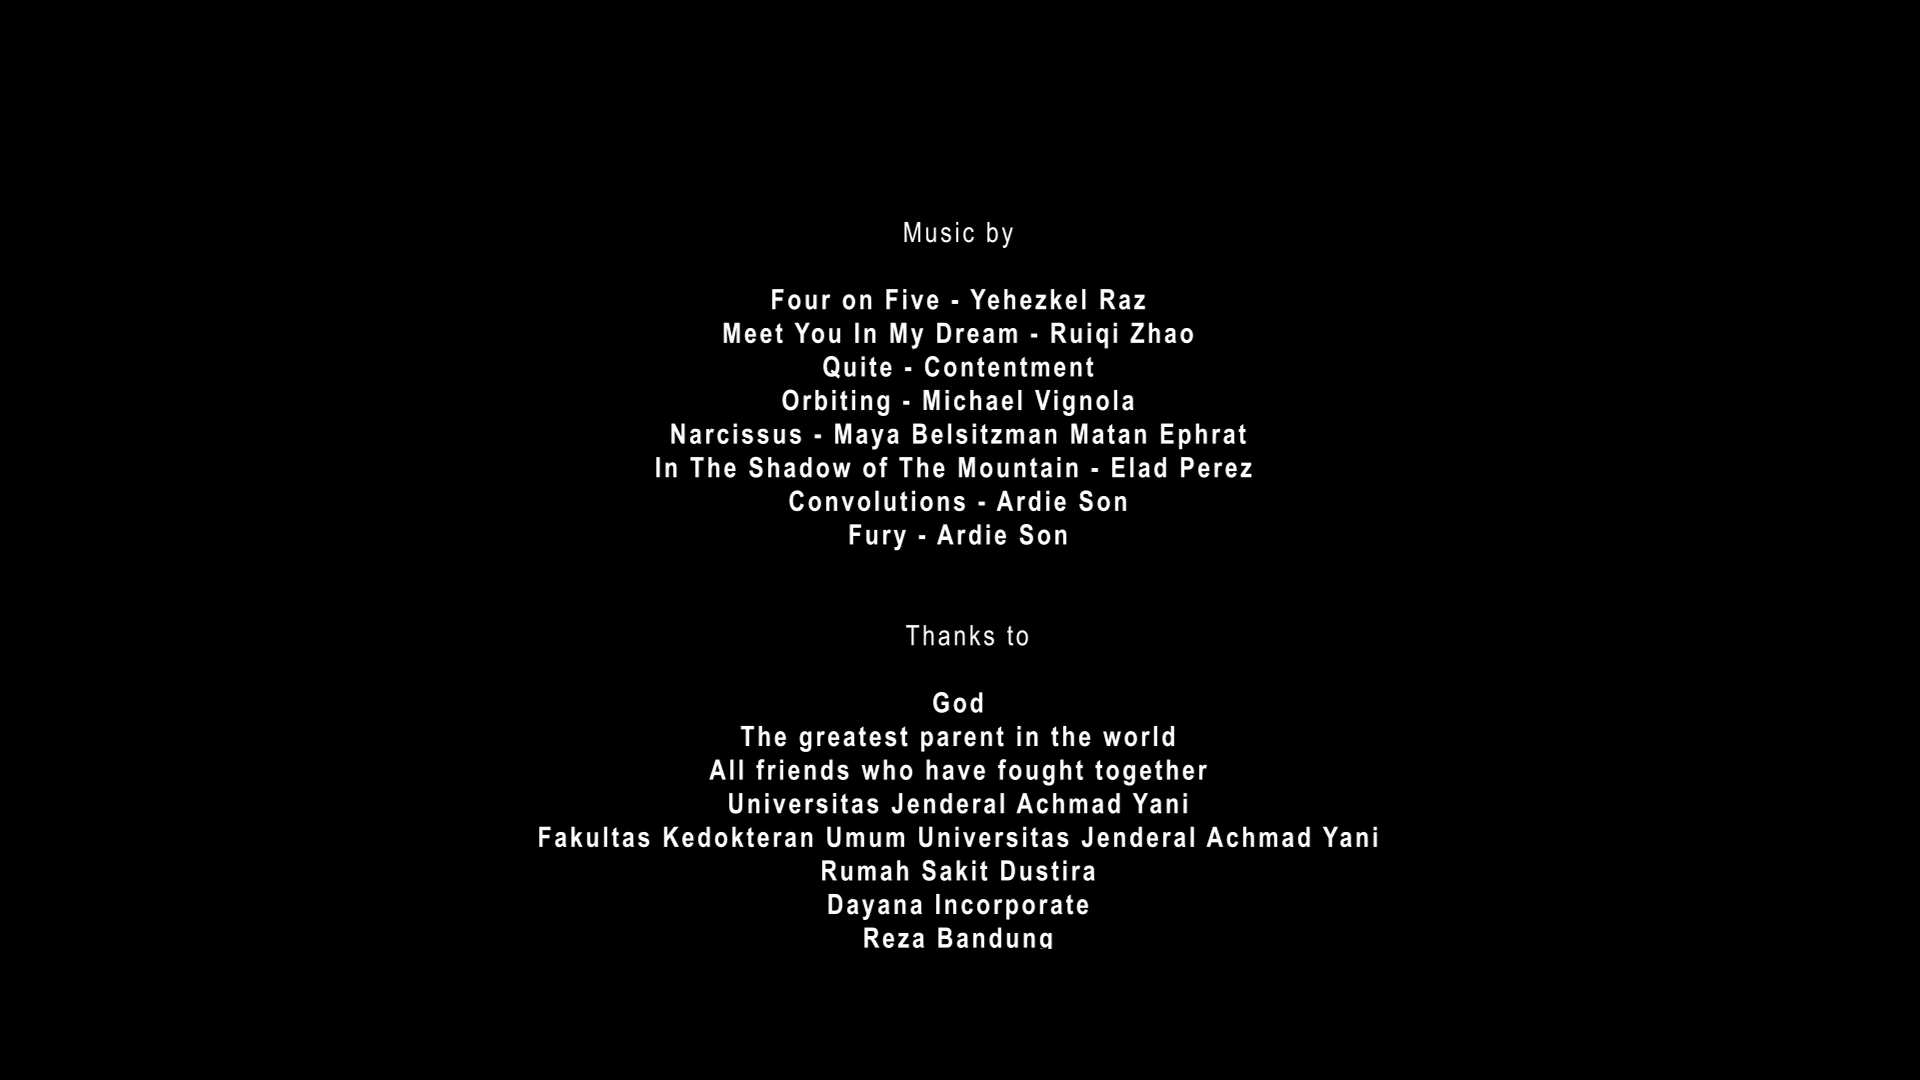 Music by
Four on Five - Yehezkel Raz
Meet You In My Dream - Ruiqi Zhao
Quite - Contentment
Orbiting - Michael Vignola
Narcissus - Maya Belsitzman Matan Ephrat
In The Shadow of The Mountain - Elad Perez
Convolutions - Ardie Son
Fury - Ardie Son
Thanks to
God
The greatest parent in the world
All friends who have fought together
Universitas Jenderal Achmad Yani
Fakultas Kedokteran Umum Universitas Jenderal Achmad Yani
Rumah Sakit Dustira
Dayana Incorporate
Reza Bandung